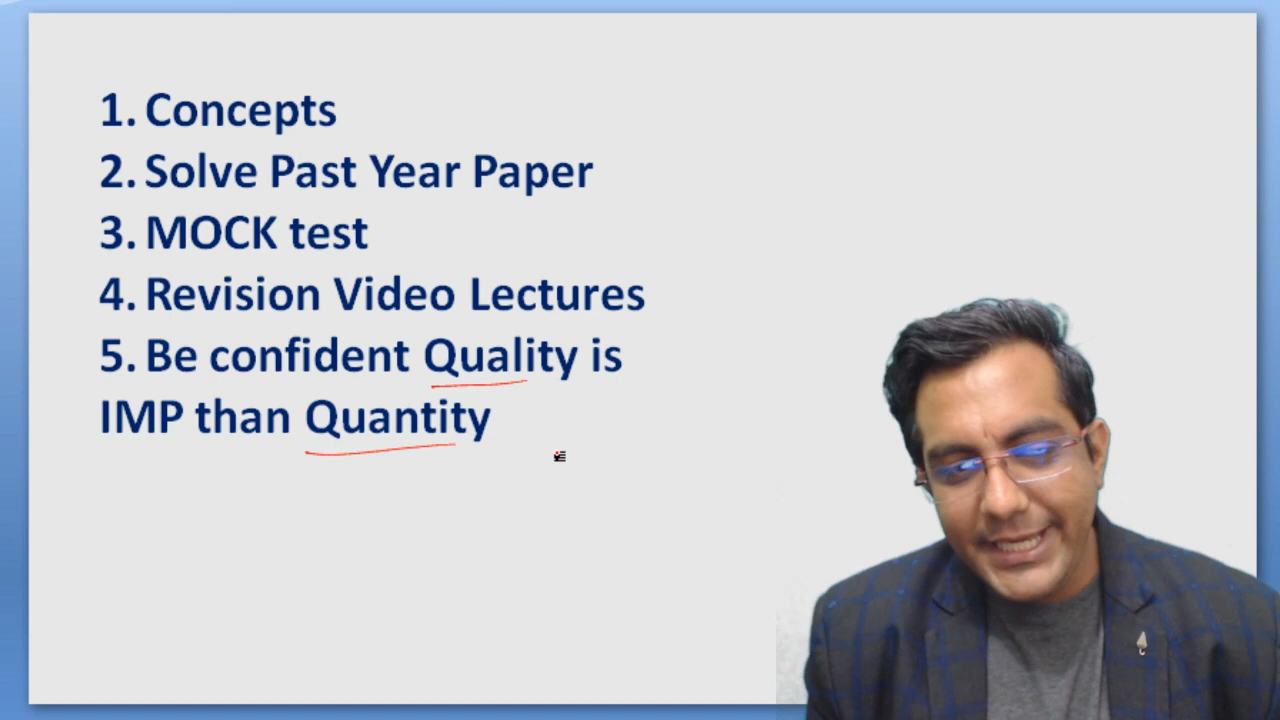 1. Concepts
2. Solve Past Year Paper
3. MOCK test
4. Revision Video Lectures
5. Be confident Quality is
IMP than Quantity